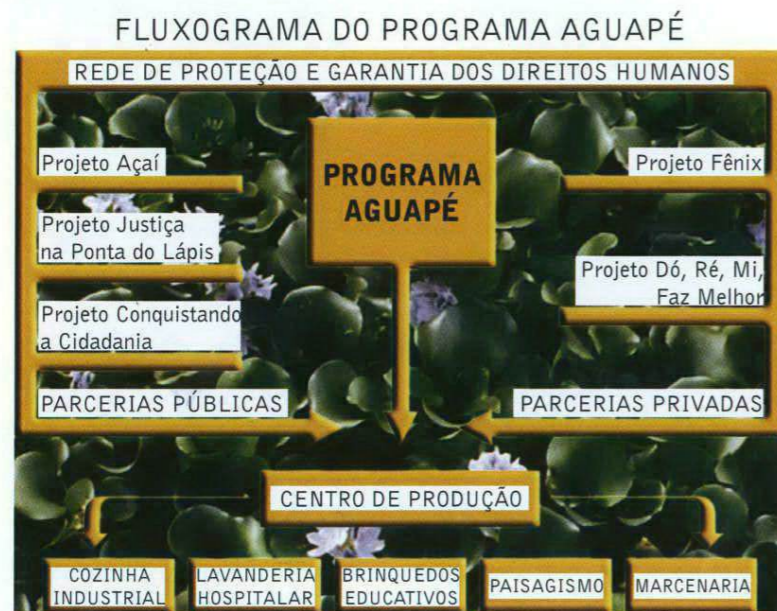 FLUXOGRAMA DO PROGRAMA AGUAPÉ
REDE DE PROTEÇÃO E GARANTIA DOS DIREITOS HUMANOS
Projeto Açaí
Projeto Justiça
na Ponta do Lápis
Projeto Conquistando
a Cidadania
PARCERIAS PÚBLICAS
PROGRAMA
AGUAPÉ
Projeto Fênix
Projeto Dó, Ré, Mi,
Faz Melhor
PARCERIAS PRIVADAS
CENTRO DE PRODUÇÃO
COZINHA
INDUSTRIAL
LAVANDERIA
HOSPITALAR
BRINQUEDOS
EDUCATIVOS
PAISAGISMO
MARCENARIA